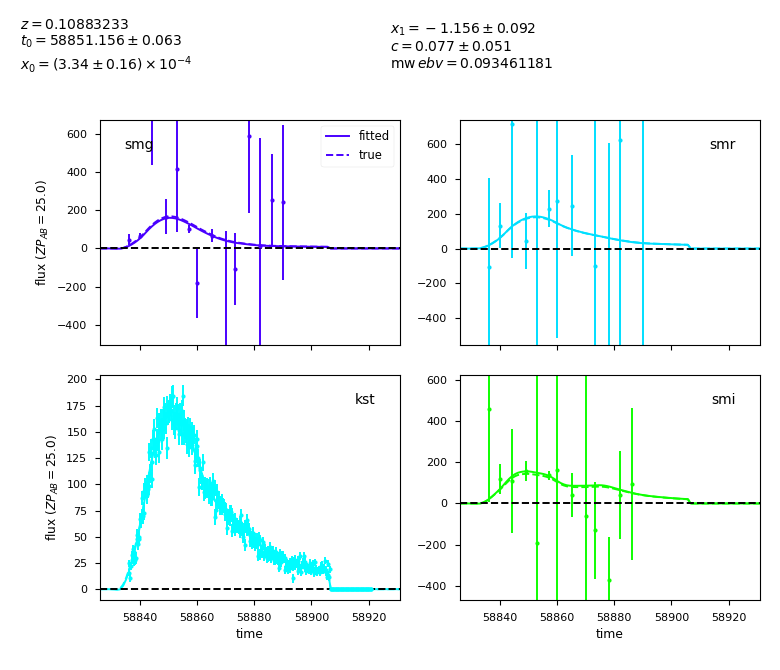 z = 0.10883233
t0 = 58851.156 ± 0.063
x0 = (3.34 ± 0.16) × 10^−4
x1 = −1.156 ± 0.092
c = 0.077 ± 0.051
mw ebv = 0.093461181
smg
fitted
true
600
400
200
0
−200
−400
flux (ZP_AB = 25.0)
smr
600
400
200
0
−200
−400
kst
200
175
150
125
100
75
50
25
0
flux (ZP_AB = 25.0)
58840 58860 58880 58900 58920
time
smi
600
400
200
0
−200
−400
58840 58860 58880 58900 58920
time